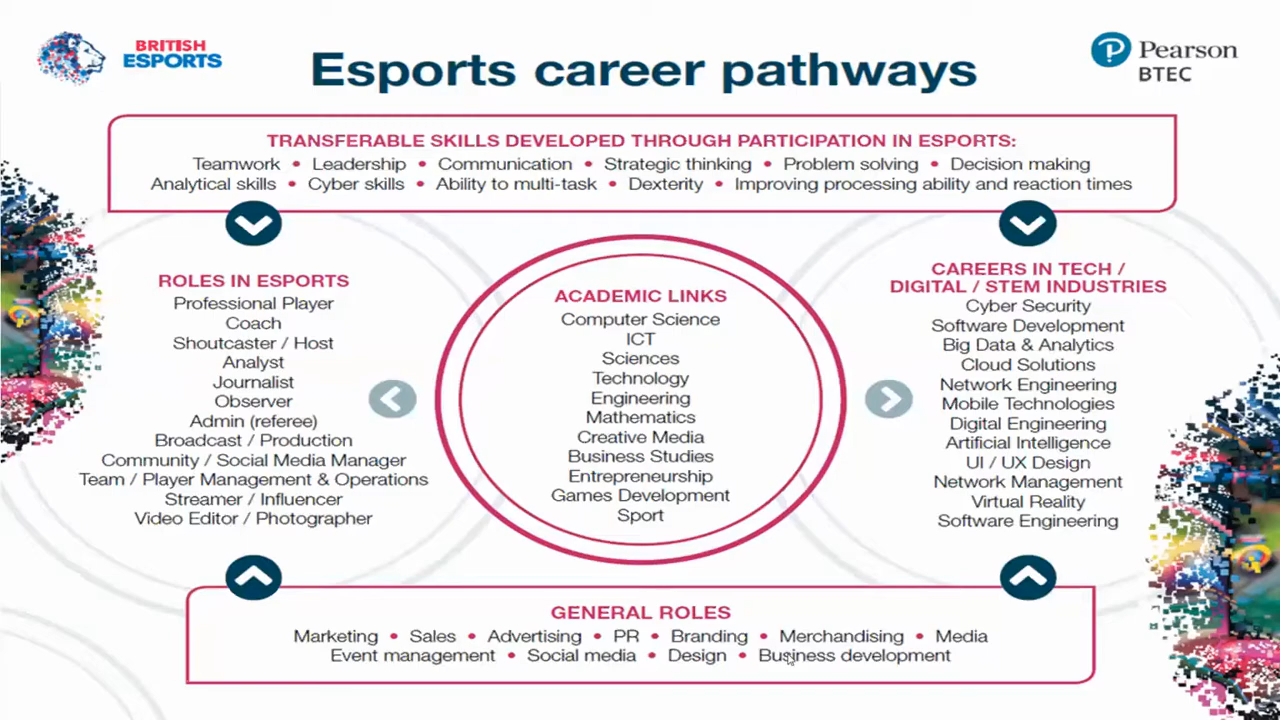 BRITISH
ESPORTS
Esports career pathways
Pearson
BTEC
TRANSFERABLE SKILLS DEVELOPED THROUGH PARTICIPATION IN ESPORTS:
Teamwork • Leadership • Communication • Strategic thinking • Problem solving • Decision making
Analytical skills • Cyber skills • Ability to multi-task • Dexterity • Improving processing ability and reaction times
ROLES IN ESPORTS
Professional Player
Coach
Shoutcaster / Host
Analyst
Journalist
Observer
Admin (referee)
Broadcast / Production
Community / Social Media Manager
Team / Player Management & Operations
Streamer / Influencer
Video Editor / Photographer
ACADEMIC LINKS
Computer Science
ICT
Sciences
Technology
Engineering
Mathematics
Creative Media
Business Studies
Entrepreneurship
Games Development
Sport
CAREERS IN TECH /
DIGITAL / STEM INDUSTRIES
Cyber Security
Software Development
Big Data & Analytics
Cloud Solutions
Network Engineering
Mobile Technologies
Digital Engineering
Artificial Intelligence
UI / UX Design
Network Management
Virtual Reality
Software Engineering
GENERAL ROLES
Marketing • Sales • Advertising • PR • Branding • Merchandising • Media
Event management • Social media • Design • Business development